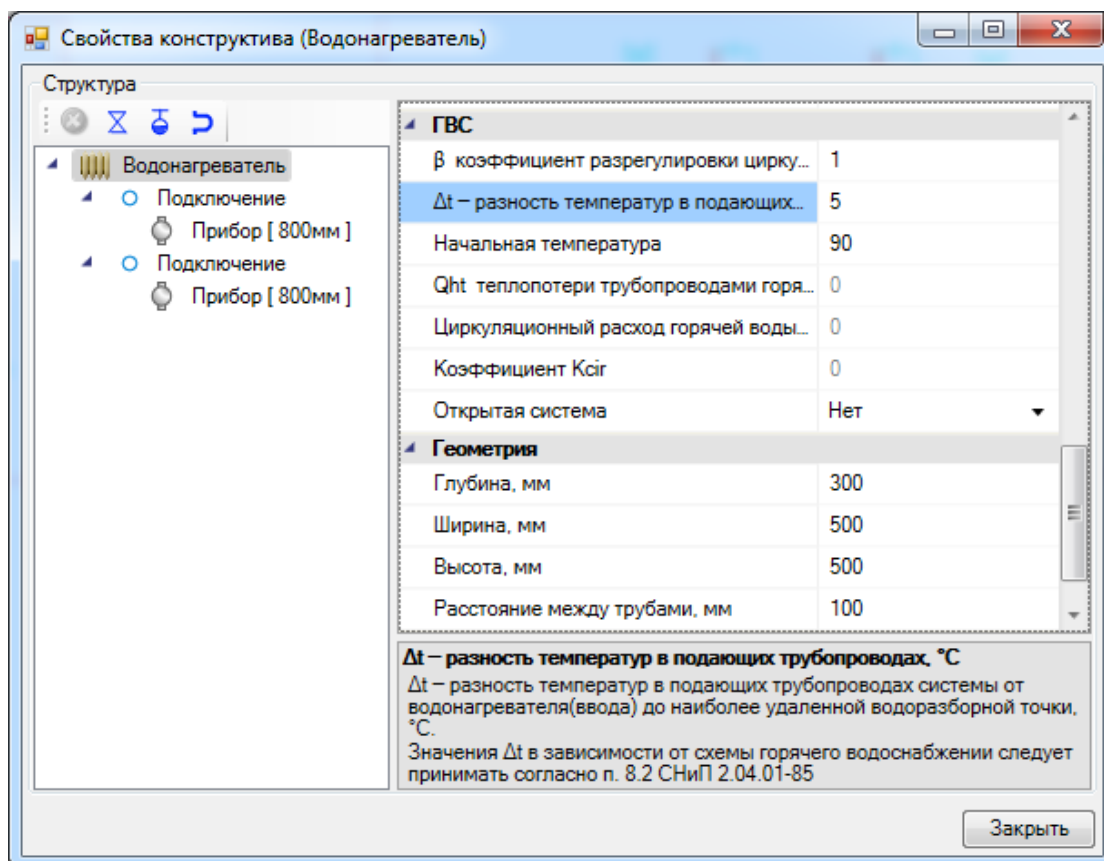 Свойства конструктива (Водонагреватель)
Структура
Водонагреватель
Подключение
Прибор [ 800мм ]
Подключение
Прибор [ 800мм ]
ГВС
β коэффициент разрегулировки цирку... 1
Δt – разность температур в подающих... 5
Начальная температура 90
Qht теплопотери трубопроводами горя... 0
Циркуляционный расход горячей воды... 0
Коэффициент Kcir 0
Открытая система Нет
Геометрия
Глубина, мм 300
Ширина, мм 500
Высота, мм 500
Расстояние между трубами, мм 100
Δt – разность температур в подающих трубопроводах, °С
Δt – разность температур в подающих трубопроводах системы от
водонагревателя(ввода) до наиболее удаленной водоразборной точки,
°С.
Значения Δt в зависимости от схемы горячего водоснабжении следует
принимать согласно п. 8.2 СНиП 2.04.01-85
Закрыть